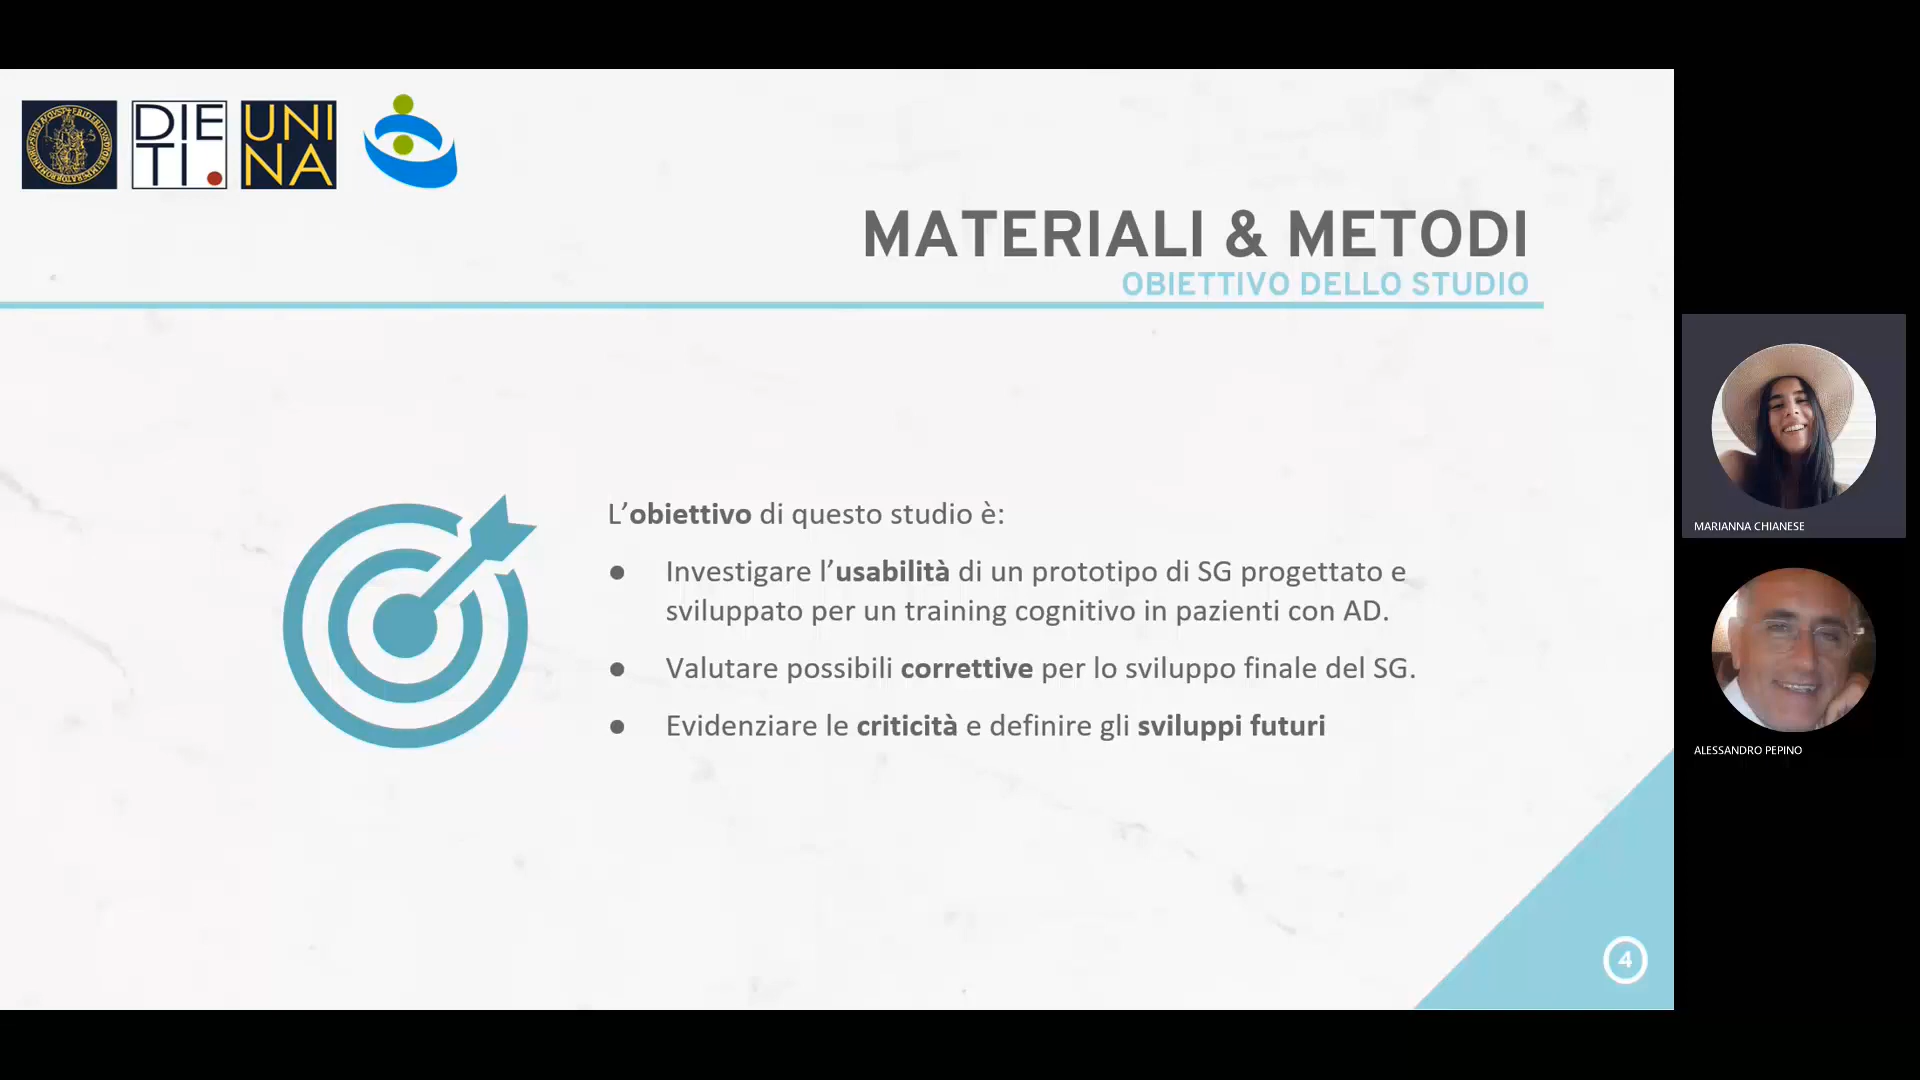 DIE
TI.
UNI
NA
MATERIALI & METODI
OBIETTIVO DELLO STUDIO
L’obiettivo di questo studio è:
● Investigare l’usabilità di un prototipo di SG progettato e
sviluppato per un training cognitivo in pazienti con AD.
● Valutare possibili correttive per lo sviluppo finale del SG.
● Evidenziare le criticità e definire gli sviluppi futuri
4
MARIANNA CHIANESE
ALESSANDRO PEPINO